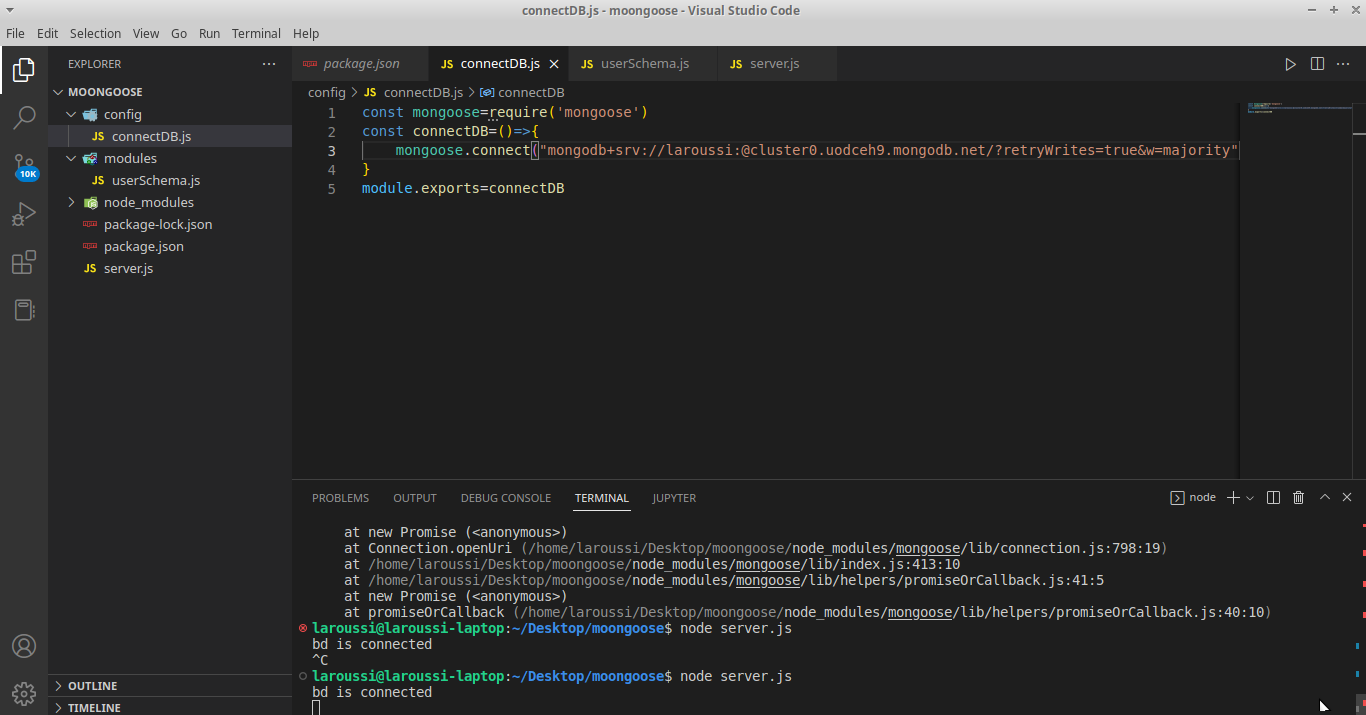 connectDB.js - moongoose - Visual Studio Code
File Edit Selection View Go Run Terminal Help
EXPLORER
MOONGOOSE
config
JS connectDB.js
modules
JS userSchema.js
node_modules
package-lock.json
package.json
JS server.js
OUTLINE
TIMELINE
10K
package.json JS connectDB.js JS userSchema.js JS server.js
config > JS connectDB.js > connectDB
1 const mongoose=require('mongoose')
2 const connectDB=()=>{
3 mongoose.connect("mongodb+srv://laroussi:@cluster0.uodceh9.mongodb.net/?retryWrites=true&w=majority"
4 }
5 module.exports=connectDB
PROBLEMS OUTPUT DEBUG CONSOLE TERMINAL JUPYTER
node
at new Promise (<anonymous>)
at Connection.openUri (/home/laroussi/Desktop/moongoose/node_modules/mongoose/lib/connection.js:798:19)
at /home/laroussi/Desktop/moongoose/node_modules/mongoose/lib/index.js:413:10
at /home/laroussi/Desktop/moongoose/node_modules/mongoose/lib/helpers/promiseOrCallback.js:41:5
at new Promise (<anonymous>)
at promiseOrCallback (/home/laroussi/Desktop/moongoose/node_modules/mongoose/lib/helpers/promiseOrCallback.js:40:10)
laroussi@laroussi-laptop:~/Desktop/moongoose$ node server.js
bd is connected
^C
laroussi@laroussi-laptop:~/Desktop/moongoose$ node server.js
bd is connected